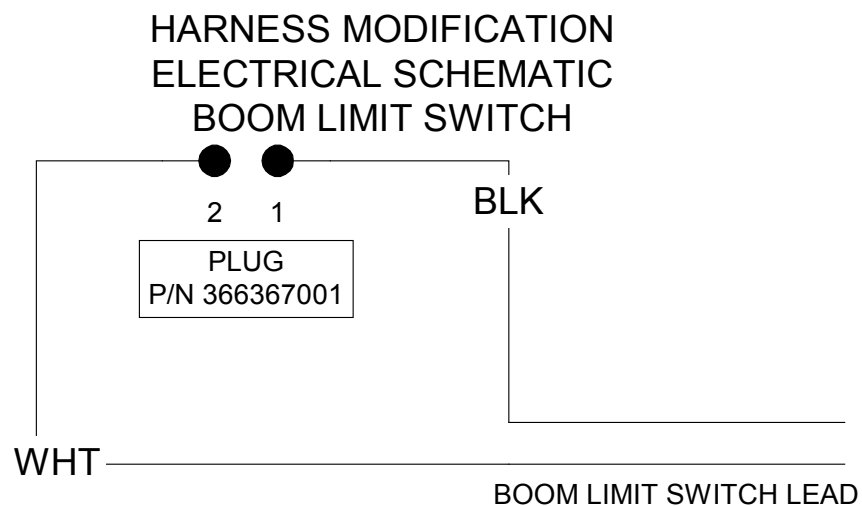 HARNESS MODIFICATION
ELECTRICAL SCHEMATIC
BOOM LIMIT SWITCH
2 1
BLK
PLUG
P/N 366367001
WHT
BOOM LIMIT SWITCH LEAD